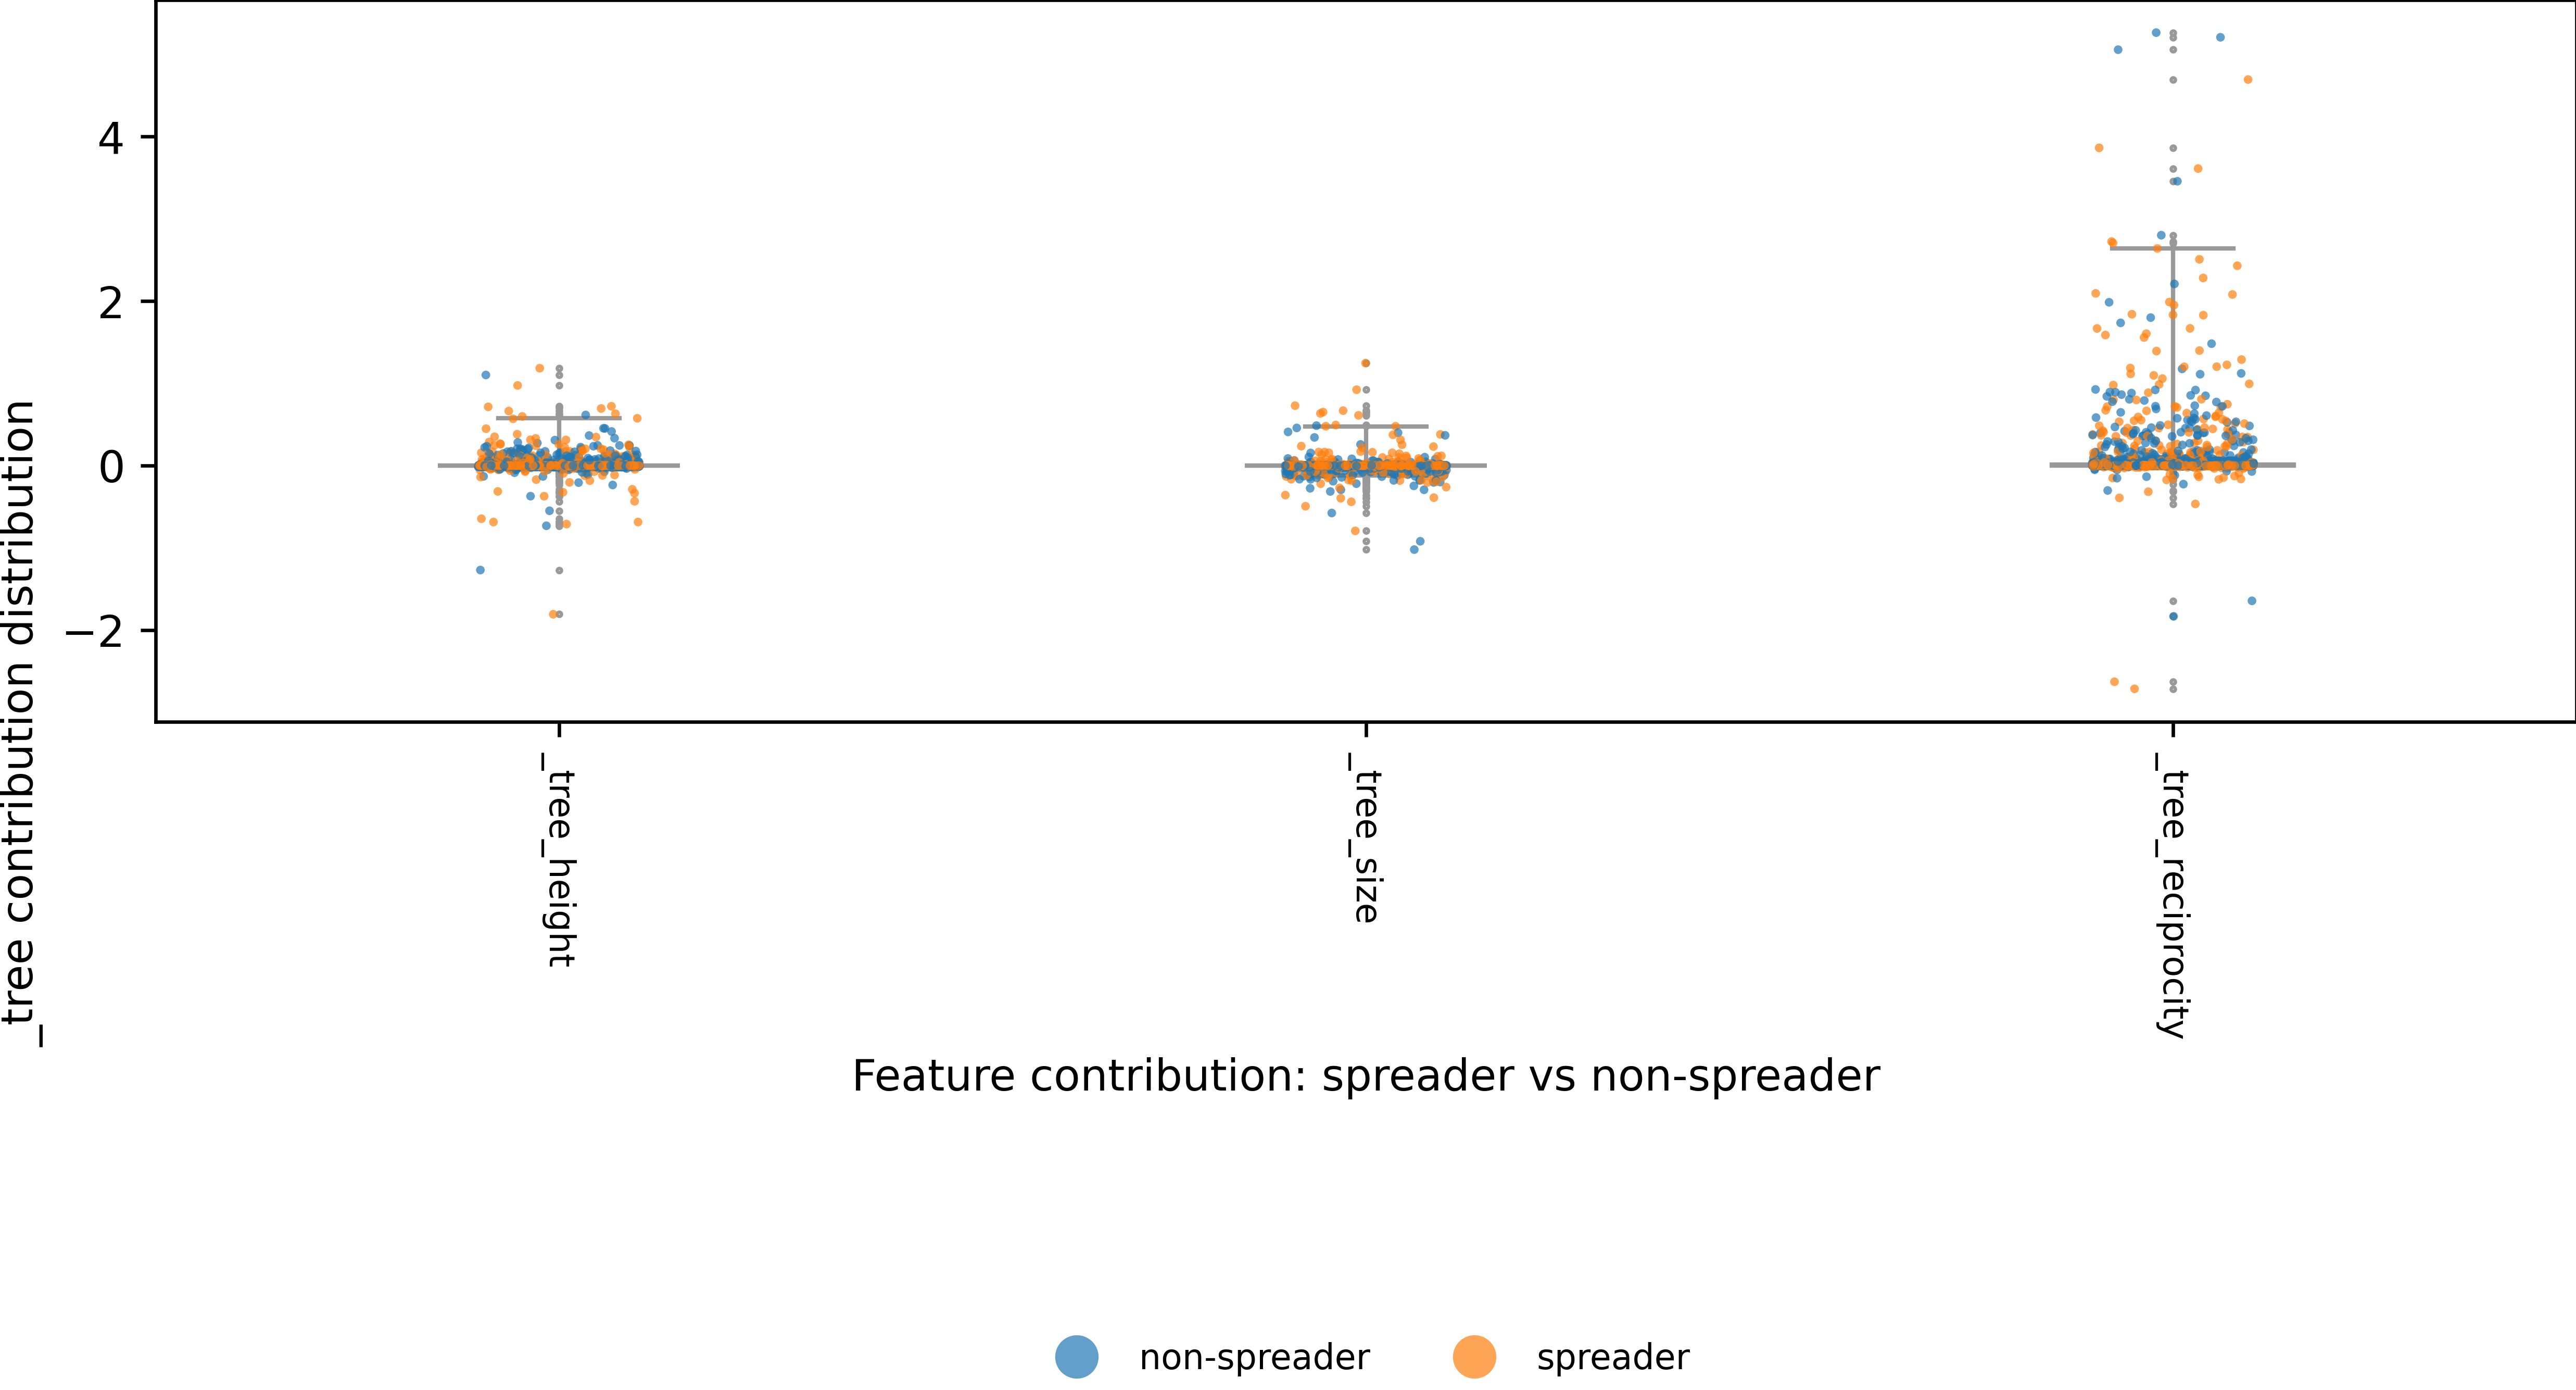 _tree contribution distribution
4
2
0
−2
_tree_height
_tree_size
_tree_reciprocity
Feature contribution: spreader vs non-spreader
non-spreader
spreader